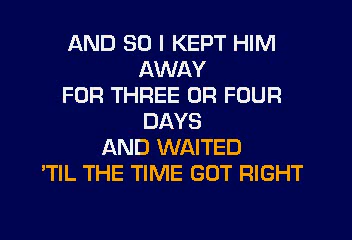 AND SO I KEPT HIM
AWAY
FOR THREE OR FOUR
DAYS
AND WAITED
'TIL THE TIME GOT RIGHT